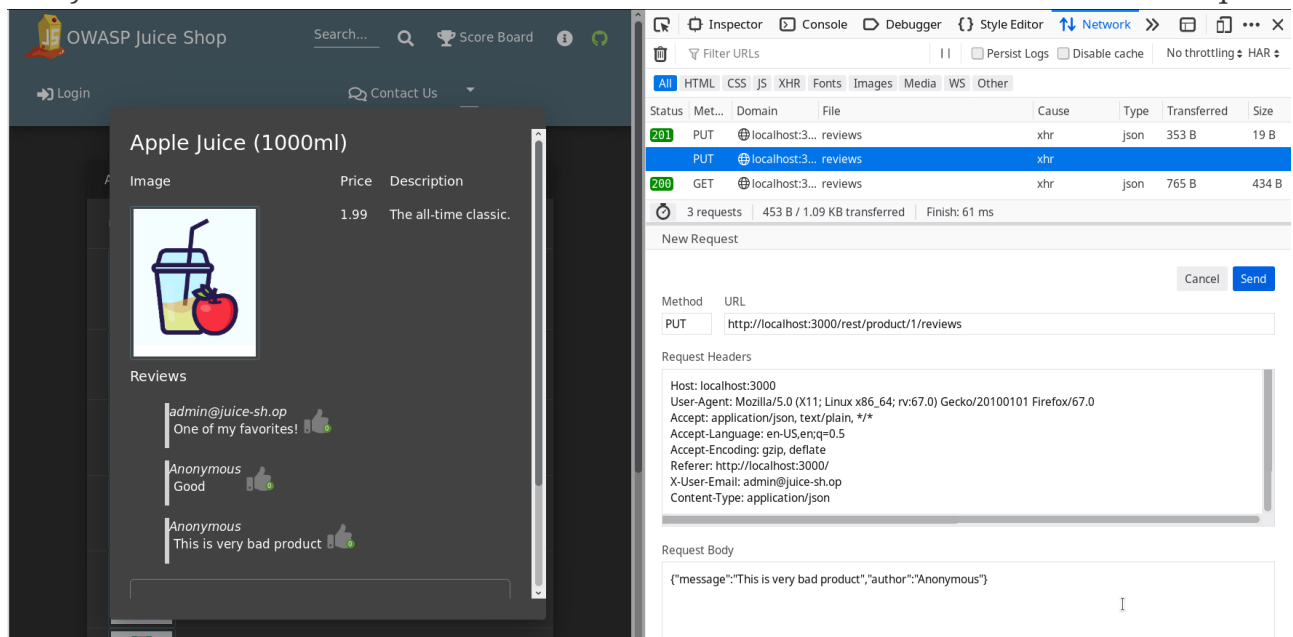 OWASP Juice Shop
Search...
Score Board
Login
Contact Us
Apple Juice (1000ml)
Image Price Description
1.99 The all-time classic.
Reviews
admin@juice-sh.op
One of my favorites!
0
Anonymous
Good
0
Anonymous
This is very bad product
0
Inspector Console Debugger {} Style Editor Network
Filter URLs
Persist Logs Disable cache No throttling HAR
All HTML CSS JS XHR Fonts Images Media WS Other
Status Met... Domain File Cause Type Transferred Size
201 PUT localhost:3... reviews xhr json 353 B 19 B
PUT localhost:3... reviews xhr
200 GET localhost:3... reviews xhr json 765 B 434 B
3 requests 453 B / 1.09 KB transferred Finish: 61 ms
New Request
Cancel Send
Method URL
PUT http://localhost:3000/rest/product/1/reviews
Request Headers
Host: localhost:3000
User-Agent: Mozilla/5.0 (X11; Linux x86_64; rv:67.0) Gecko/20100101 Firefox/67.0
Accept: application/json, text/plain, */*
Accept-Language: en-US,en;q=0.5
Accept-Encoding: gzip, deflate
Referer: http://localhost:3000/
X-User-Email: admin@juice-sh.op
Content-Type: application/json
Request Body
{"message":"This is very bad product","author":"Anonymous"}